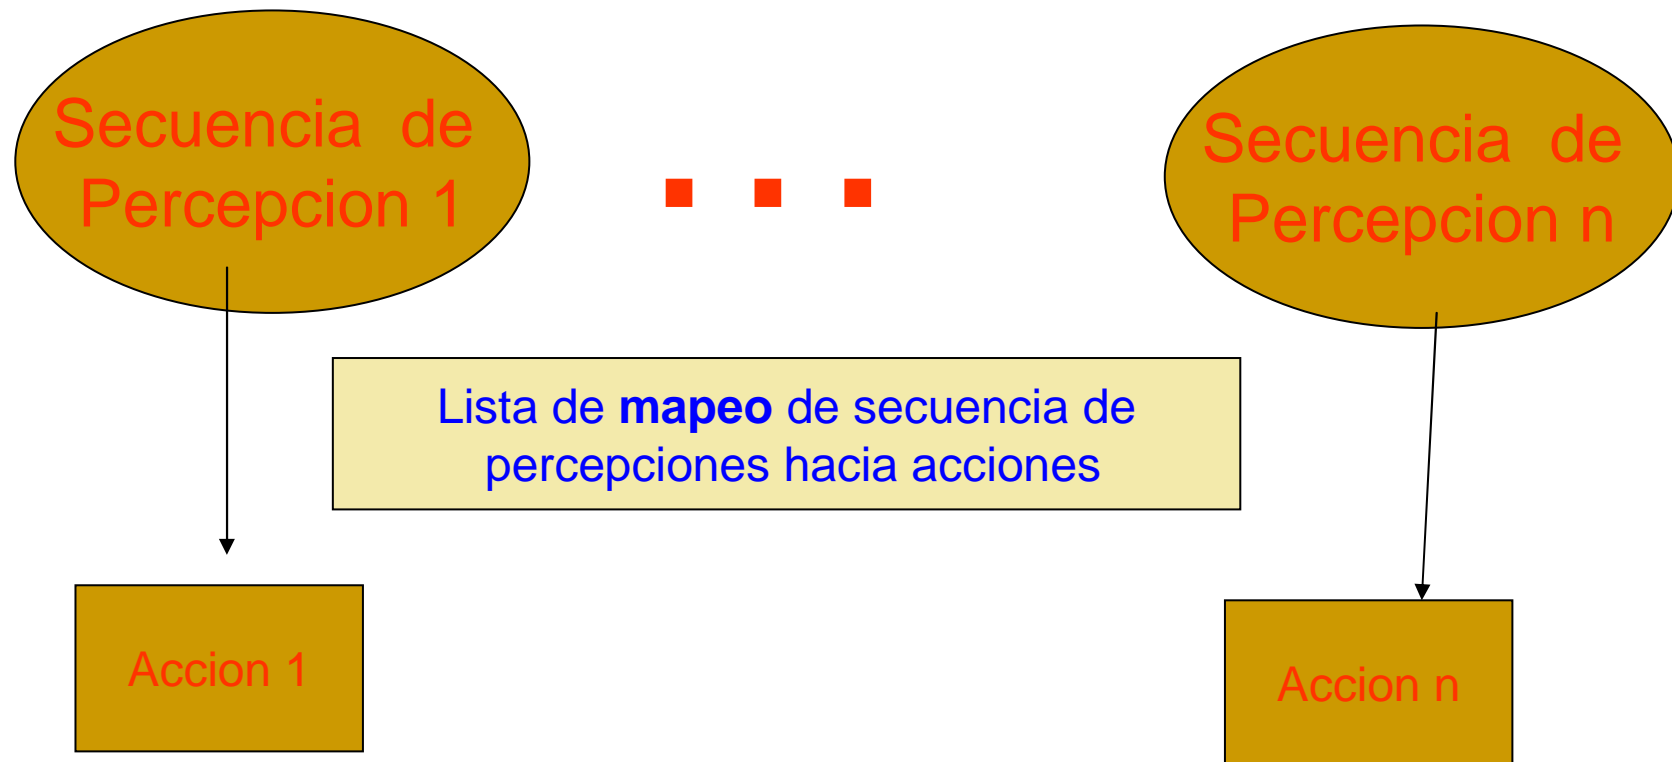 Secuencia de
Percepcion 1
. . .
Secuencia de
Percepcion n
Lista de mapeo de secuencia de
percepciones hacia acciones
Accion 1
Accion n